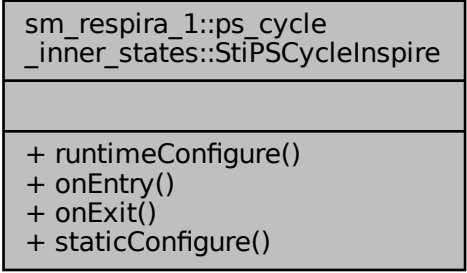 sm_respira_1::ps_cycle
_inner_states::StiPSCycleInspire
+ runtimeConfigure()
+ onEntry()
+ onExit()
+ staticConfigure()